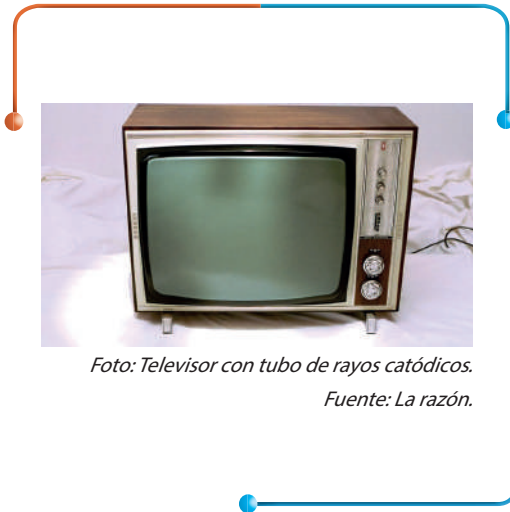 Foto: Televisor con tubo de rayos catódicos.
Fuente: La razón.